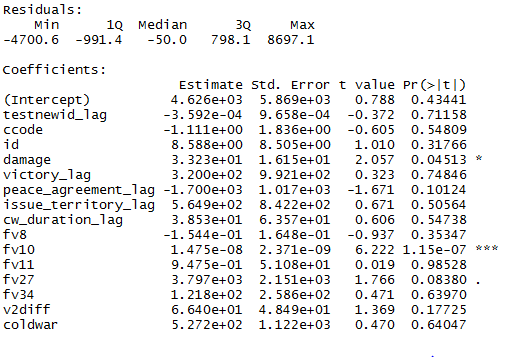 Residuals:
Min 1Q Median 3Q Max
-4700.6 -991.4 -50.0 798.1 8697.1
Coefficients:
Estimate Std. Error t value Pr(>|t|)
(Intercept) 4.626e+03 5.869e+03 0.788 0.43441
testnewid_lag -3.592e-04 9.658e-04 -0.372 0.71158
ccode -1.111e+00 1.836e+00 -0.605 0.54809
id 8.588e+00 8.505e+00 1.010 0.31766
damage 3.323e+01 1.615e+01 2.057 0.04513 *
victory_lag 3.200e+02 9.921e+02 0.323 0.74846
peace_agreement_lag -1.700e+03 1.017e+03 -1.671 0.10124
issue_territory_lag 5.649e+02 8.422e+02 0.671 0.50564
cw_duration_lag 3.853e+01 6.357e+01 0.606 0.54738
fv8 -1.544e-01 1.648e-01 -0.937 0.35347
fv10 1.475e-08 2.371e-09 6.222 1.15e-07 ***
fv11 9.475e-01 5.108e+01 0.019 0.98528
fv27 3.797e+03 2.151e+03 1.766 0.08380 .
fv34 1.218e+02 2.586e+02 0.471 0.63970
v2diff 6.640e+01 4.849e+01 1.369 0.17725
coldwar 5.272e+02 1.122e+03 0.470 0.64047